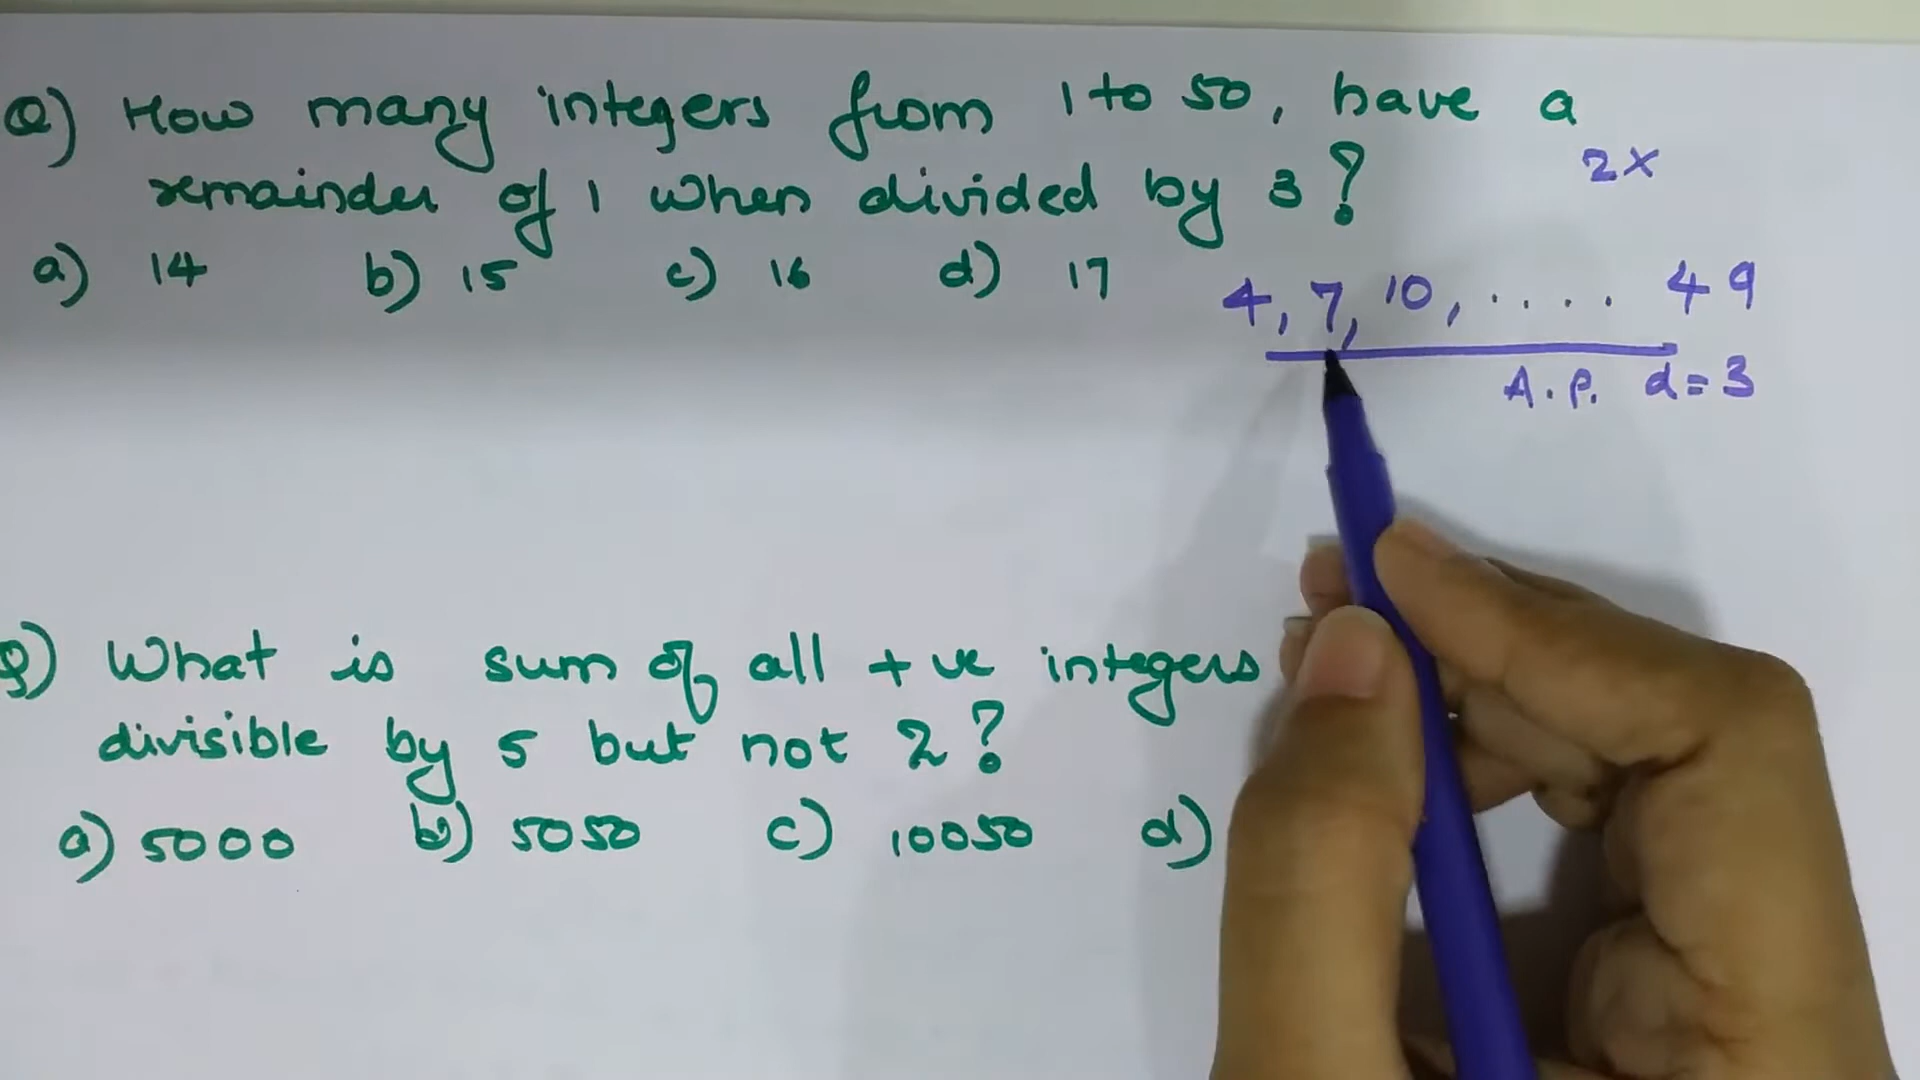 Q) How many integers from 1 to 50, have a
remainder of 1 when divided by 3?
2x
a) 14 b) 15 c) 16 d) 17
4, 7, 10, .... 49
A.P. d=3
Q) What is sum of all +ve integers
divisible by 5 but not 2?
a) 5000 b) 5050 c) 10050 d)